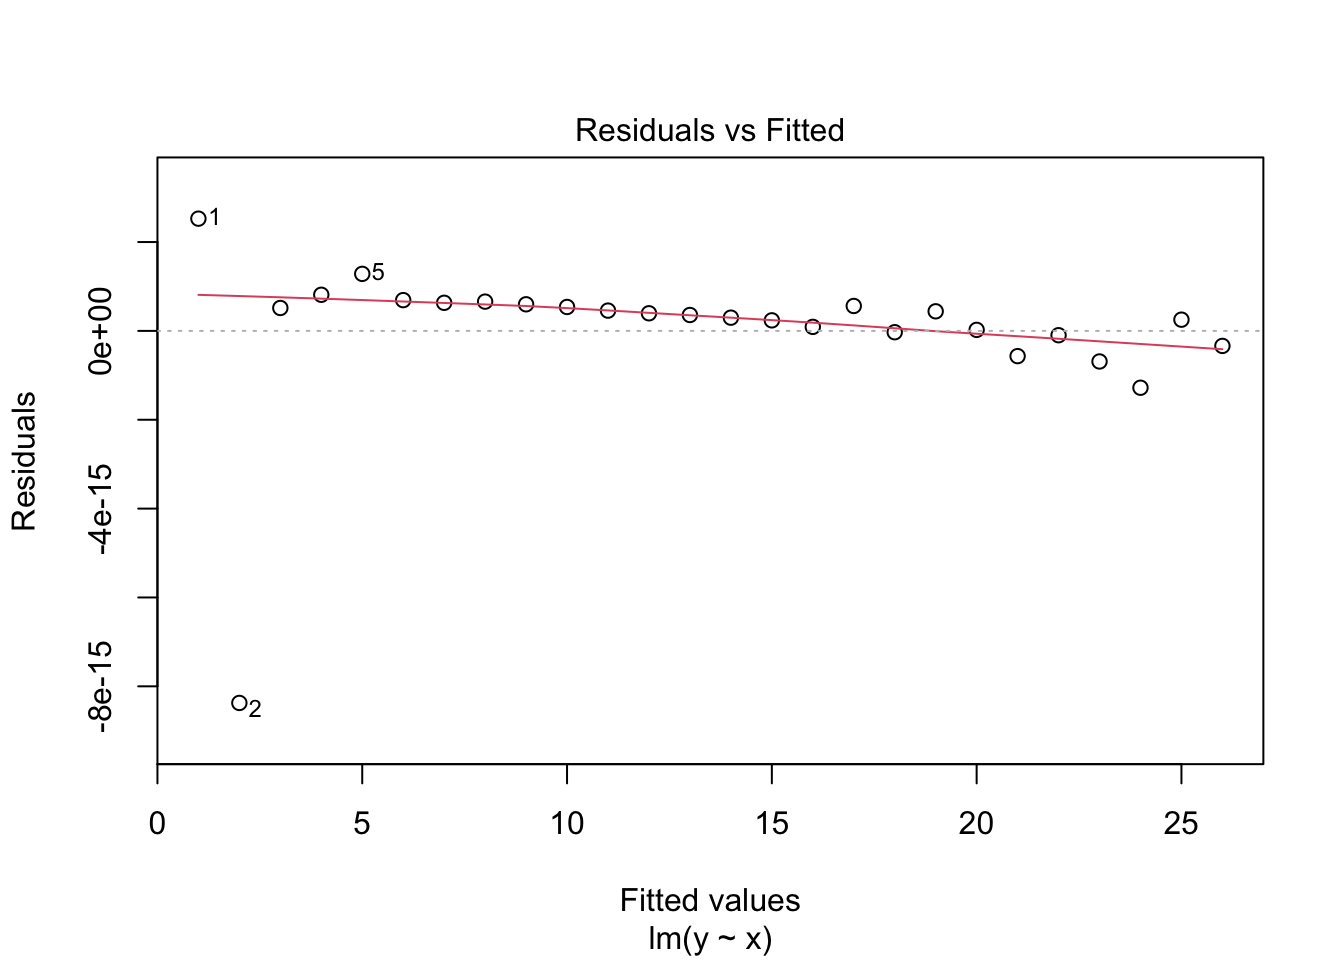 Residuals vs Fitted
1
5
2
Residuals
0e+00
-4e-15
-8e-15
0 5 10 15 20 25
Fitted values
lm(y ~ x)